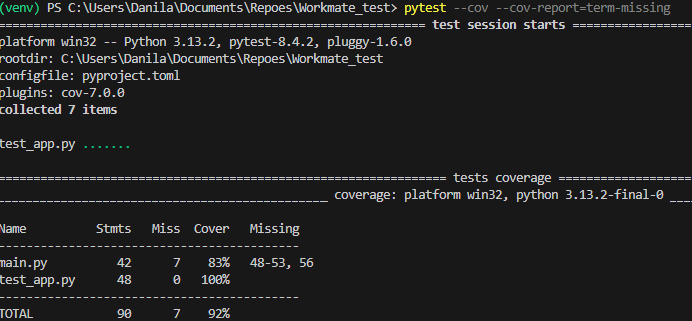 (venv) PS C:\Users\Danila\Documents\Repoes\Workmate_test> pytest --cov --cov-report=term-missing
============================================================= test session starts =================
platform win32 -- Python 3.13.2, pytest-8.4.2, pluggy-1.6.0
rootdir: C:\Users\Danila\Documents\Repoes\Workmate_test
configfile: pyproject.toml
plugins: cov-7.0.0
collected 7 items
test_app.py .......
================================================================ tests coverage ===================
_______________________________________________ coverage: platform win32, python 3.13.2-final-0 ____
Name           Stmts   Miss  Cover   Missing
-------------------------------------------
main.py           42      7    83%   48-53, 56
test_app.py       48      0   100%
-------------------------------------------
TOTAL             90      7    92%